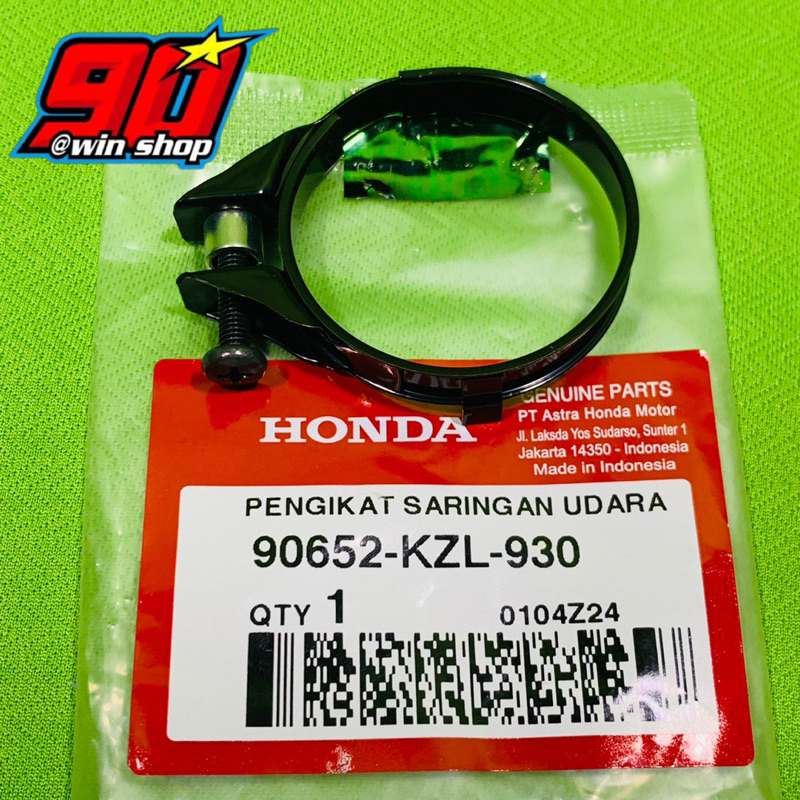 90
@win shop
HONDA
GENUINE PARTS
PT Astra Honda Motor
Jl. Laksda Yos Sudarso, Sunter 1
Jakarta 14350 - Indonesia
Made in Indonesia
PENGIKAT SARINGAN UDARA
90652-KZL-930
QTY 1
0104Z24